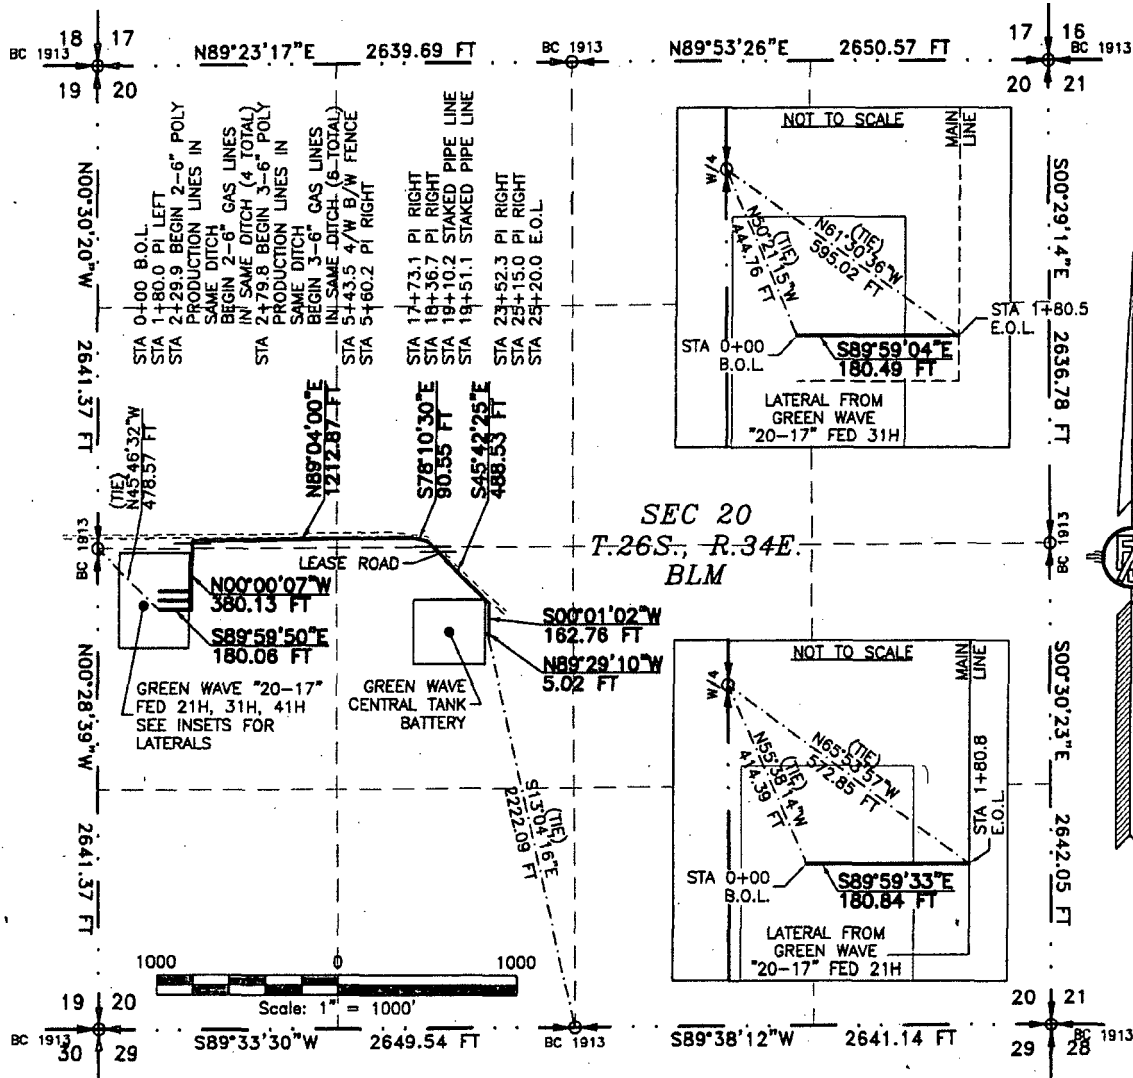 18 17
BC 1913
19 20
N89°23'17"E 2639.69 FT
BC 1913
N89°53'26"E 2650.57 FT
17 16
BC 1913
20 21
STA 0+00 B.O.L.
STA 1+80.0 PI LEFT
STA 2+29.9 BEGIN 2-6" POLY
PRODUCTION LINES IN
SAME DITCH
BEGIN 2-6" GAS LINES
IN SAME DITCH (4 TOTAL)
STA 2+79.8 BEGIN 3-6" POLY
PRODUCTION LINES IN
SAME DITCH
BEGIN 3-6" GAS LINES
IN SAME DITCH (6 TOTAL)
STA 5+43.5 4/W B/W FENCE
STA 5+60.2 PI RIGHT
STA 17+73.1 PI RIGHT
STA 18+36.7 PI RIGHT
STA 19+10.2 STAKED PIPE LINE
STA 19+51.1 STAKED PIPE LINE
STA 23+52.3 PI RIGHT
STA 25+15.0 PI RIGHT
STA 25+20.0 E.O.L.
N00°30'20"W 2641.37 FT
NOT TO SCALE
MAIN
LINE
W/4
(TIE)
N50°21'15"W
444.76 FT
(TIE)
N61°30'36"W
595.02 FT
STA 1+80.5
E.O.L.
STA 0+00
B.O.L.
S89°59'04"E
180.49 FT
LATERAL FROM
GREEN WAVE
"20-17" FED 31H
S00°29'14"E 2636.78 FT
(TIE)
N45°46'32"W
478.57 FT
N89°04'00"E
1212.87 FT
S78°10'30"E
90.55 FT
S45°42'25"E
488.53 FT
SEC 20
T.26S., R.34E.
BLM
BC 1913
BC 1913
LEASE ROAD
N00°00'07"W
380.13 FT
S89°59'50"E
180.06 FT
S00°01'02"W
162.76 FT
N89°29'10"W
5.02 FT
GREEN WAVE "20-17"
FED 21H, 31H, 41H
SEE INSETS FOR
LATERALS
GREEN WAVE
CENTRAL TANK
BATTERY
N00°28'39"W 2641.37 FT
(TIE)
S13°04'16"E
2222.09 FT
NOT TO SCALE
MAIN
LINE
W/4
(TIE)
N55°38'14"W
414.39 FT
(TIE)
N65°53'57"W
572.85 FT
STA 1+80.8
E.O.L.
STA 0+00
B.O.L.
S89°59'33"E
180.84 FT
LATERAL FROM
GREEN WAVE
"20-17" FED 21H
S00°30'23"E 2642.05 FT
1000 0 1000
Scale: 1" = 1000'
19 20
BC 1913
30 29
S89°33'30"W 2649.54 FT
BC 1913
S89°38'12"W 2641.14 FT
20 21
BC 1913
29 28